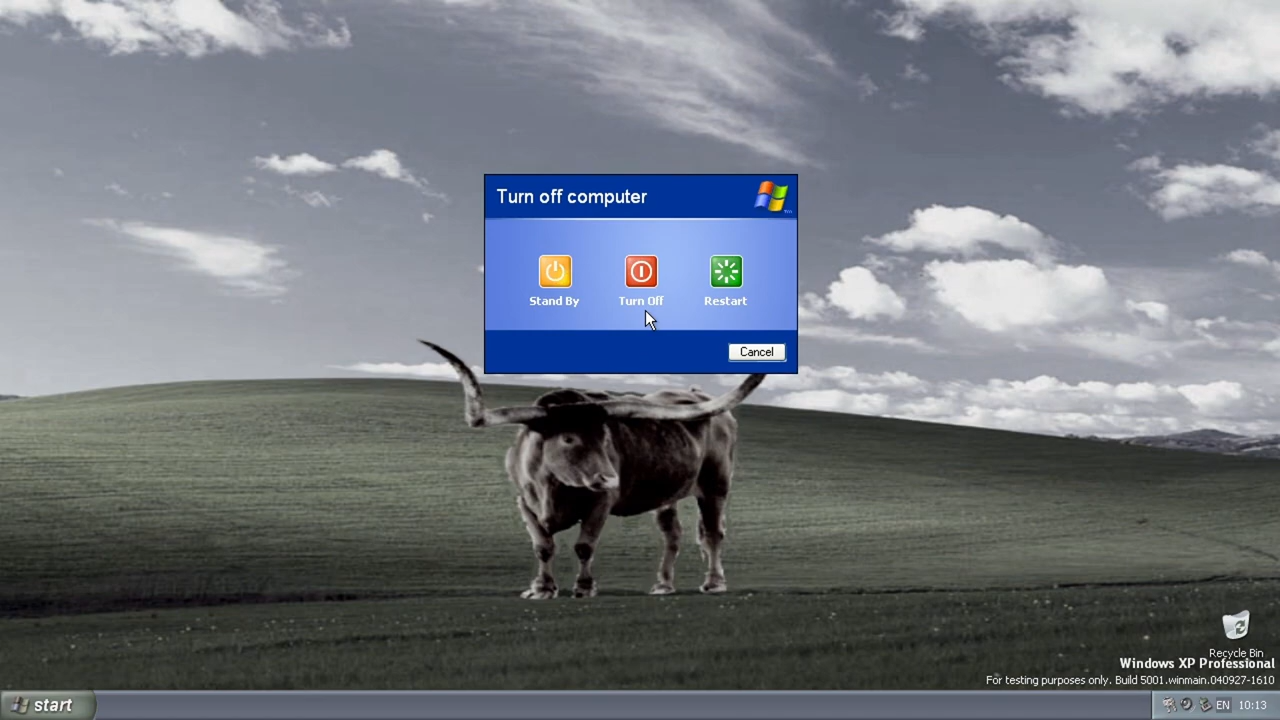 Turn off computer
Stand By
Turn Off
Restart
Cancel
Recycle Bin
Windows XP Professional
For testing purposes only. Build 5001.winmain.040927-1610
start
EN 10:13